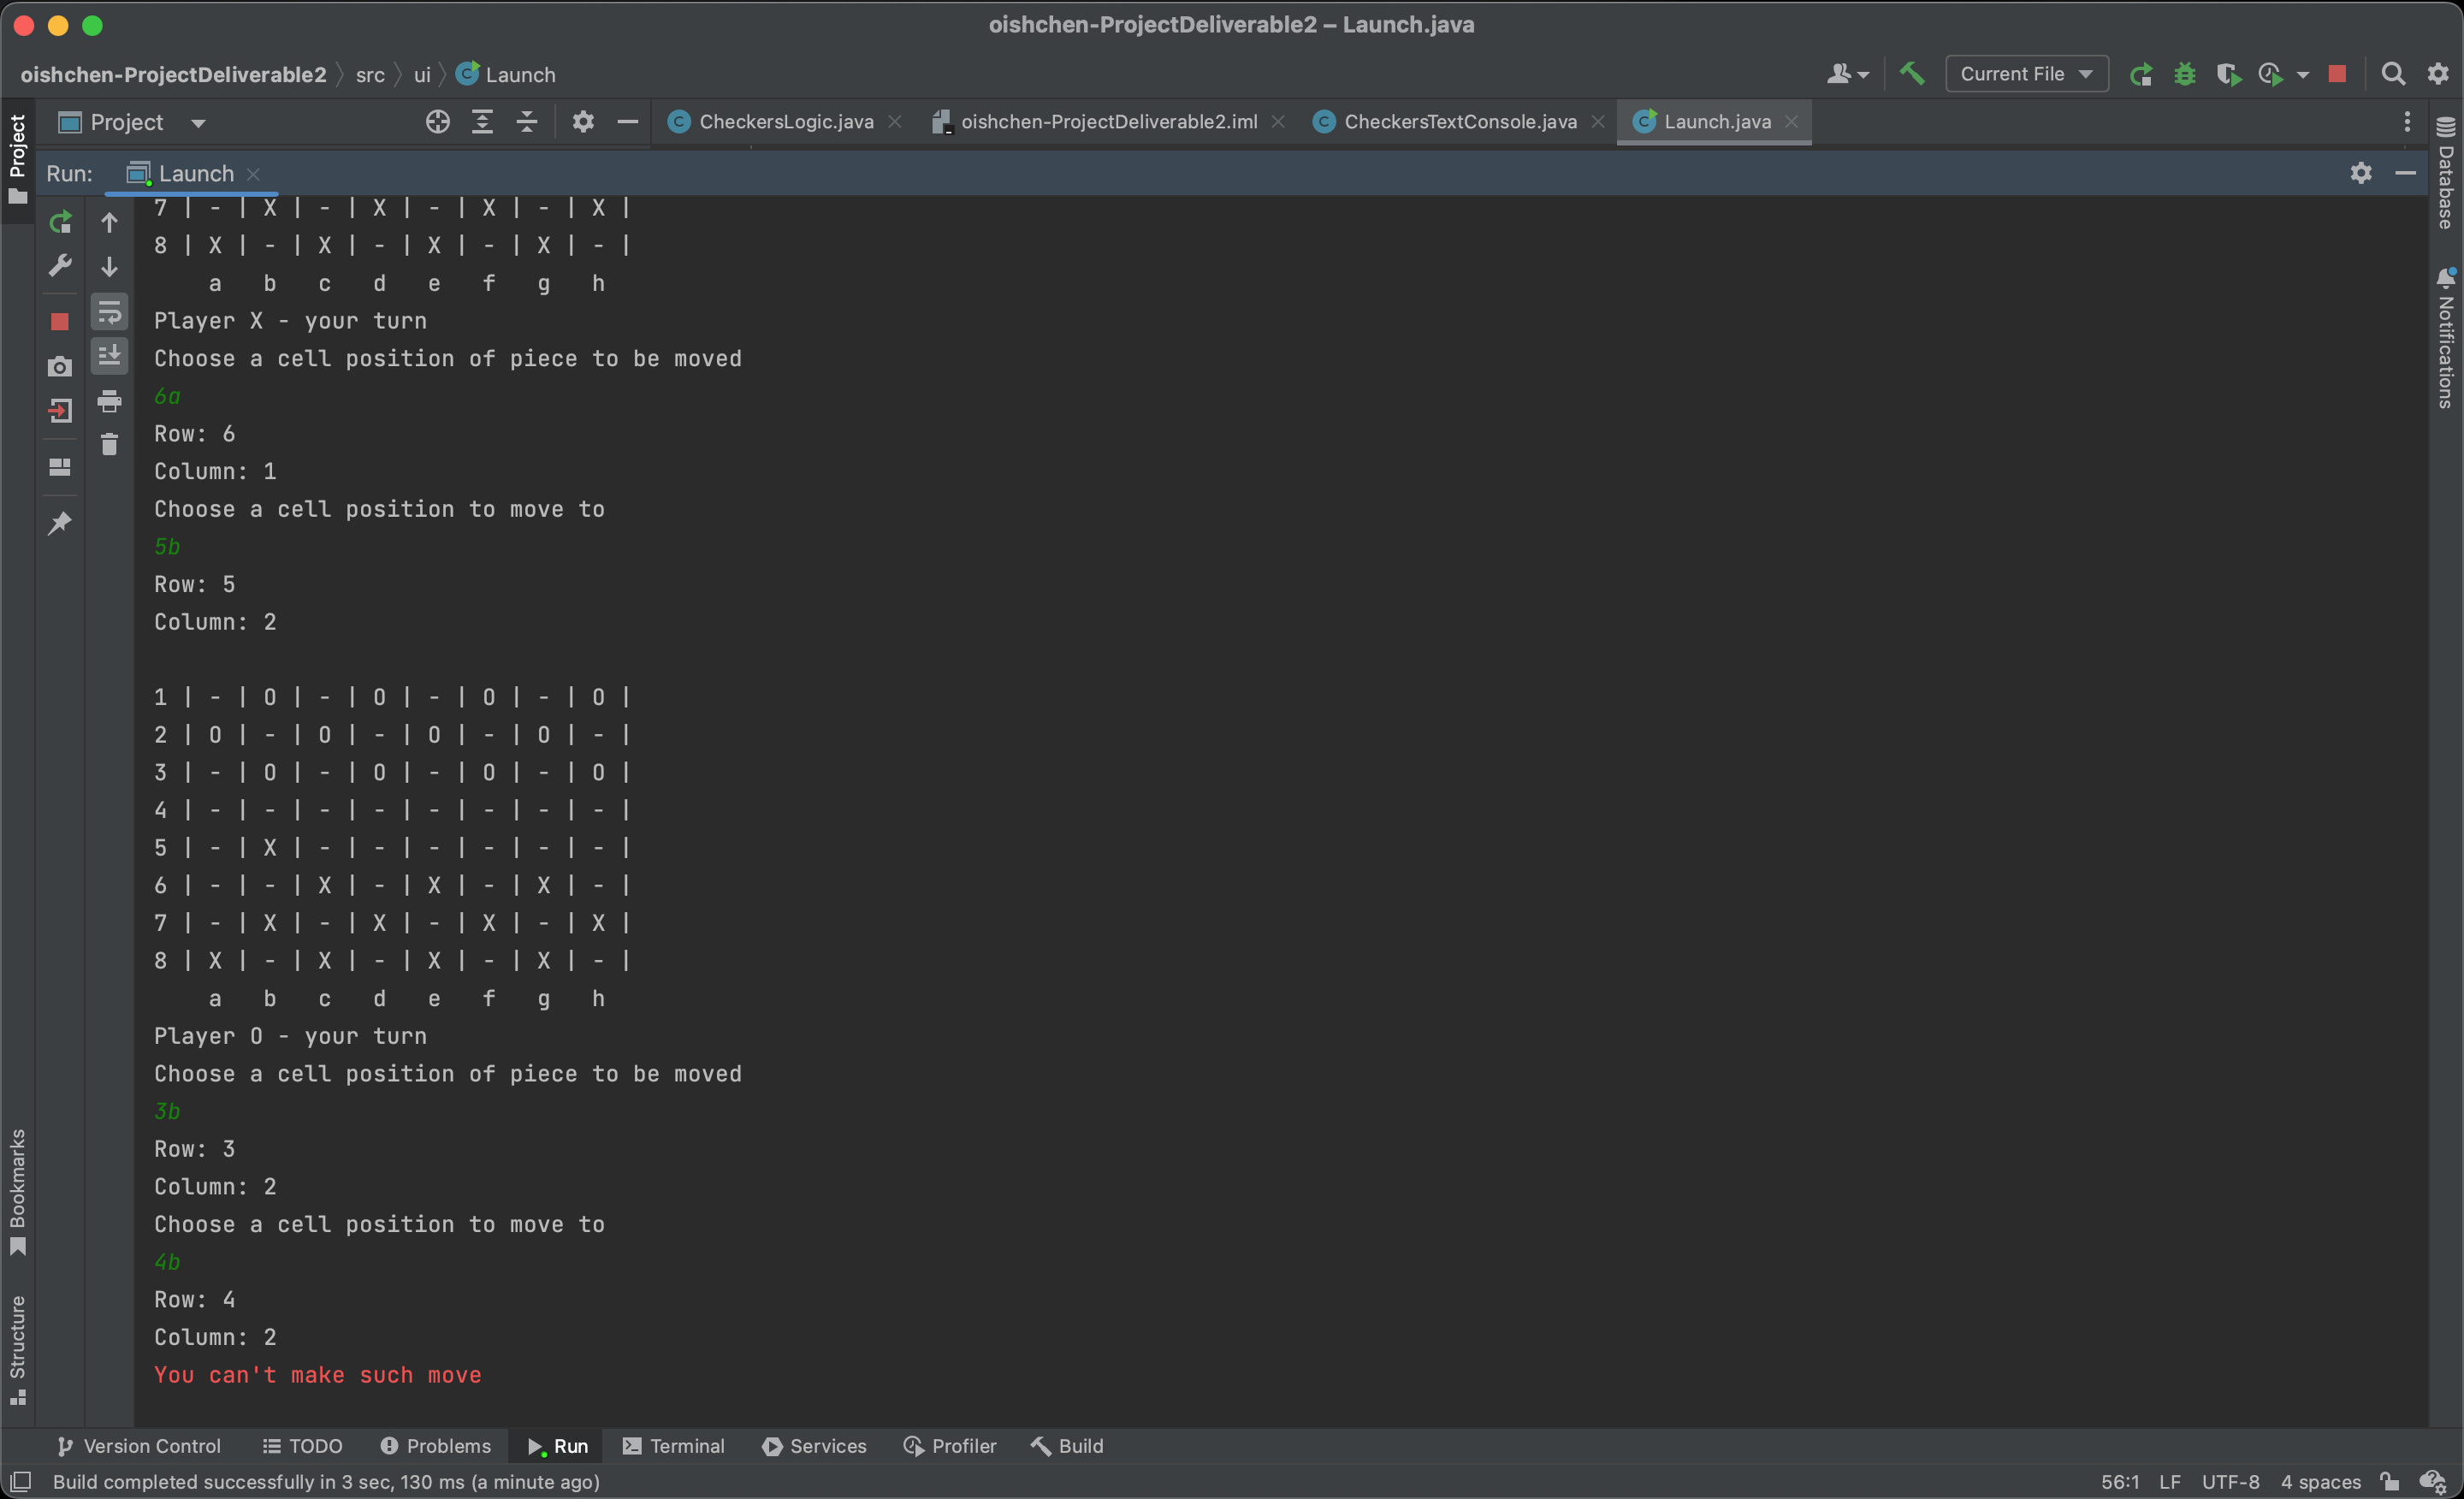 oishchen-ProjectDeliverable2 – Launch.java
oishchen-ProjectDeliverable2 src ui Launch Current File
Project CheckersLogic.java oishchen-ProjectDeliverable2.iml CheckersTextConsole.java Launch.java
Project
Run: Launch
Database
Notifications
7 | - | X | - | X | - | X | - | X |
8 | X | - | X | - | X | - | X | - |
a b c d e f g h
Player X - your turn
Choose a cell position of piece to be moved
6a
Row: 6
Column: 1
Choose a cell position to move to
5b
Row: 5
Column: 2
1 | - | O | - | O | - | O | - | O |
2 | O | - | O | - | O | - | O | - |
3 | - | O | - | O | - | O | - | O |
4 | - | - | - | - | - | - | - | - |
5 | - | X | - | - | - | - | - | - |
6 | - | - | X | - | X | - | X | - |
7 | - | X | - | X | - | X | - | X |
8 | X | - | X | - | X | - | X | - |
a b c d e f g h
Player O - your turn
Choose a cell position of piece to be moved
3b
Row: 3
Column: 2
Choose a cell position to move to
4b
Row: 4
Column: 2
You can't make such move
Bookmarks
Structure
Version Control TODO Problems Run Terminal Services Profiler Build
Build completed successfully in 3 sec, 130 ms (a minute ago) 56:1 LF UTF-8 4 spaces